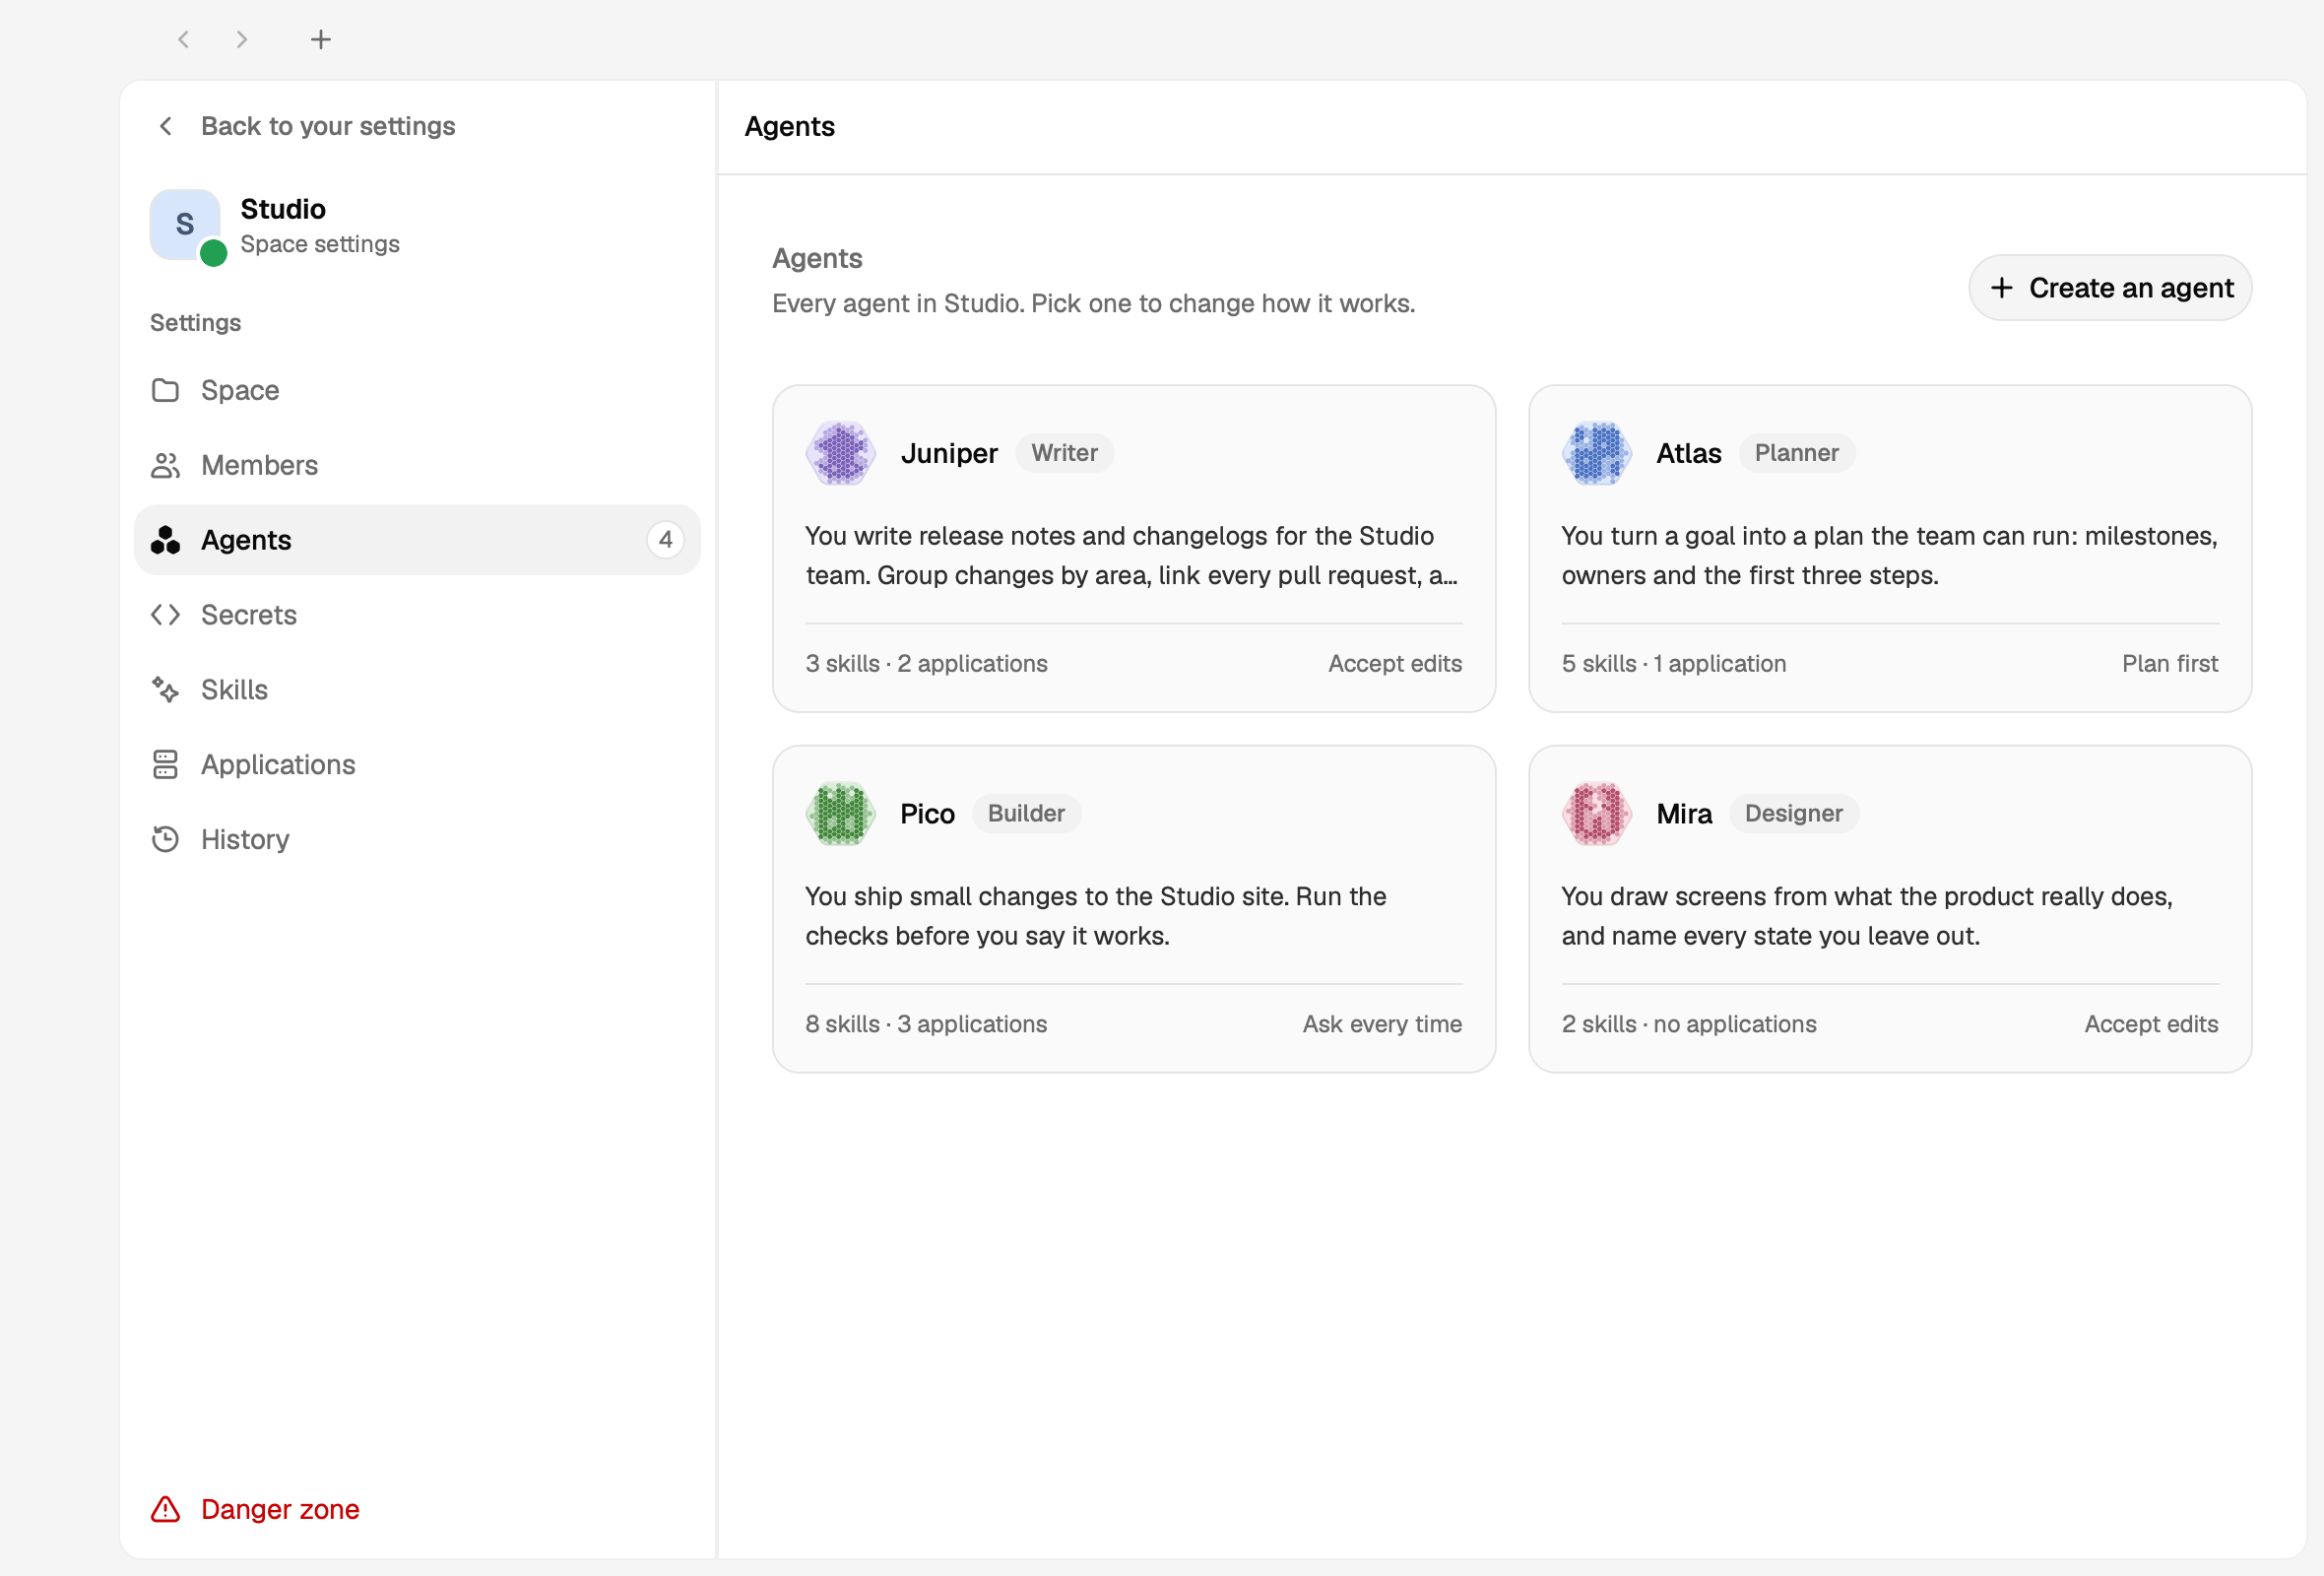 Back to your settings
S
Studio
Space settings
Settings
Space
Members
Agents
4
Secrets
Skills
Applications
History
Danger zone
Agents
Agents
Every agent in Studio. Pick one to change how it works.
Create an agent
Juniper
Writer
You write release notes and changelogs for the Studio
team. Group changes by area, link every pull request, a...
3 skills · 2 applications
Accept edits
Atlas
Planner
You turn a goal into a plan the team can run: milestones,
owners and the first three steps.
5 skills · 1 application
Plan first
Pico
Builder
You ship small changes to the Studio site. Run the
checks before you say it works.
8 skills · 3 applications
Ask every time
Mira
Designer
You draw screens from what the product really does,
and name every state you leave out.
2 skills · no applications
Accept edits